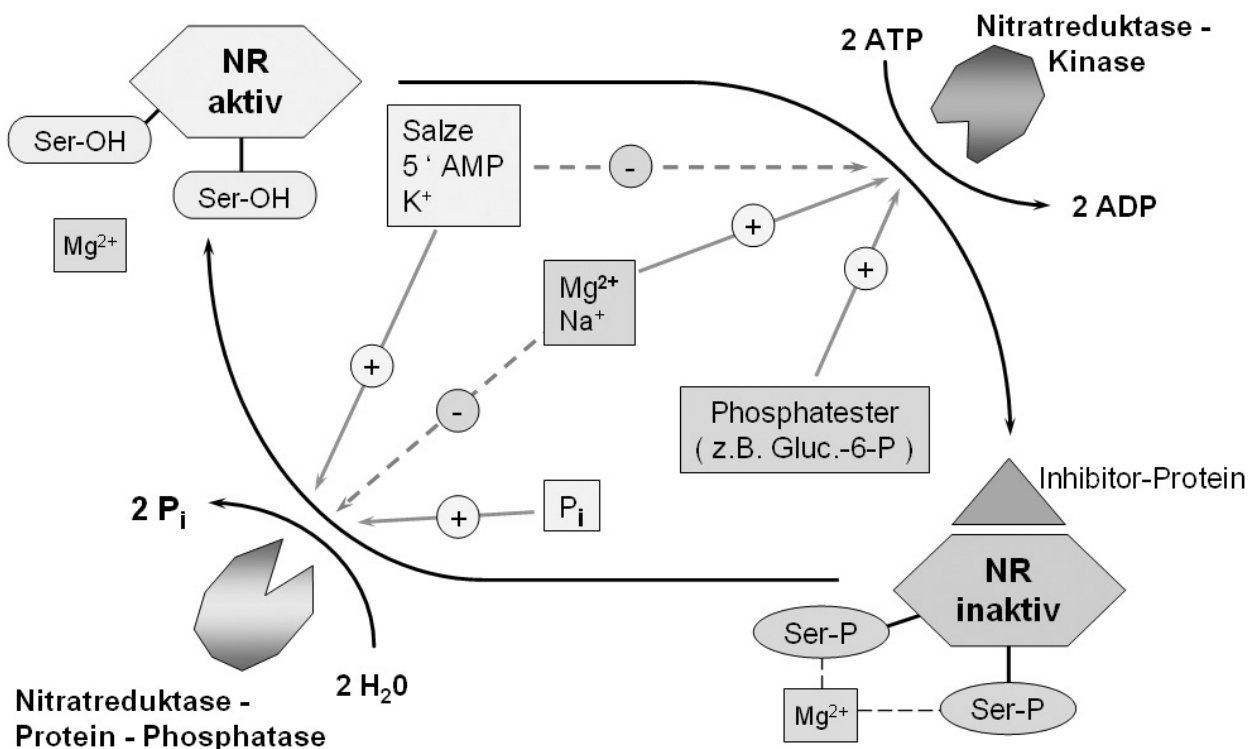 NR
aktiv
Ser-OH
Ser-OH
Mg²⁺
Salze
5 ' AMP
K⁺
-
2 ATP
Nitratreduktase -
Kinase
2 ADP
+
Mg²⁺
Na⁺
+
+
-
Phosphatester
( z.B. Gluc.-6-P )
Inhibitor-Protein
2 Pᵢ
+
Pᵢ
NR
inaktiv
Ser-P
Mg²⁺
Ser-P
2 H₂0
Nitratreduktase -
Protein - Phosphatase